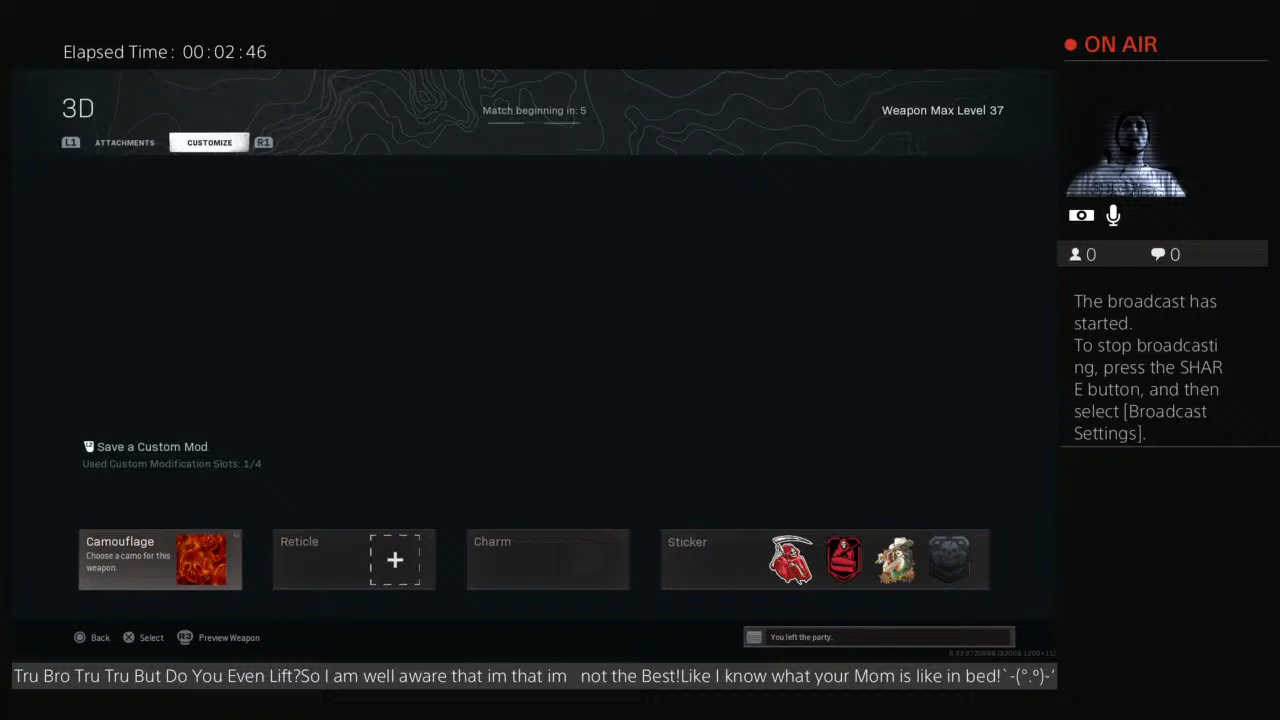 Elapsed Time: 00:02:46
ON AIR
3D
Match beginning in: 5
Weapon Max Level 37
L1 ATTACHMENTS CUSTOMIZE R1
0 0
The broadcast has
started.
To stop broadcasti
ng, press the SHAR
E button, and then
select [Broadcast
Settings].
Save a Custom Mod
Used Custom Modification Slots: 1/4
Camouflage
Choose a camo for this
weapon.
Reticle
Charm
Sticker
Back Select R3 Preview Weapon
You left the party.
Tru Bro Tru Tru But Do You Even Lift?So I am well aware that im that im not the Best!Like I know what your Mom is like in bed!`-(°.º)-‘